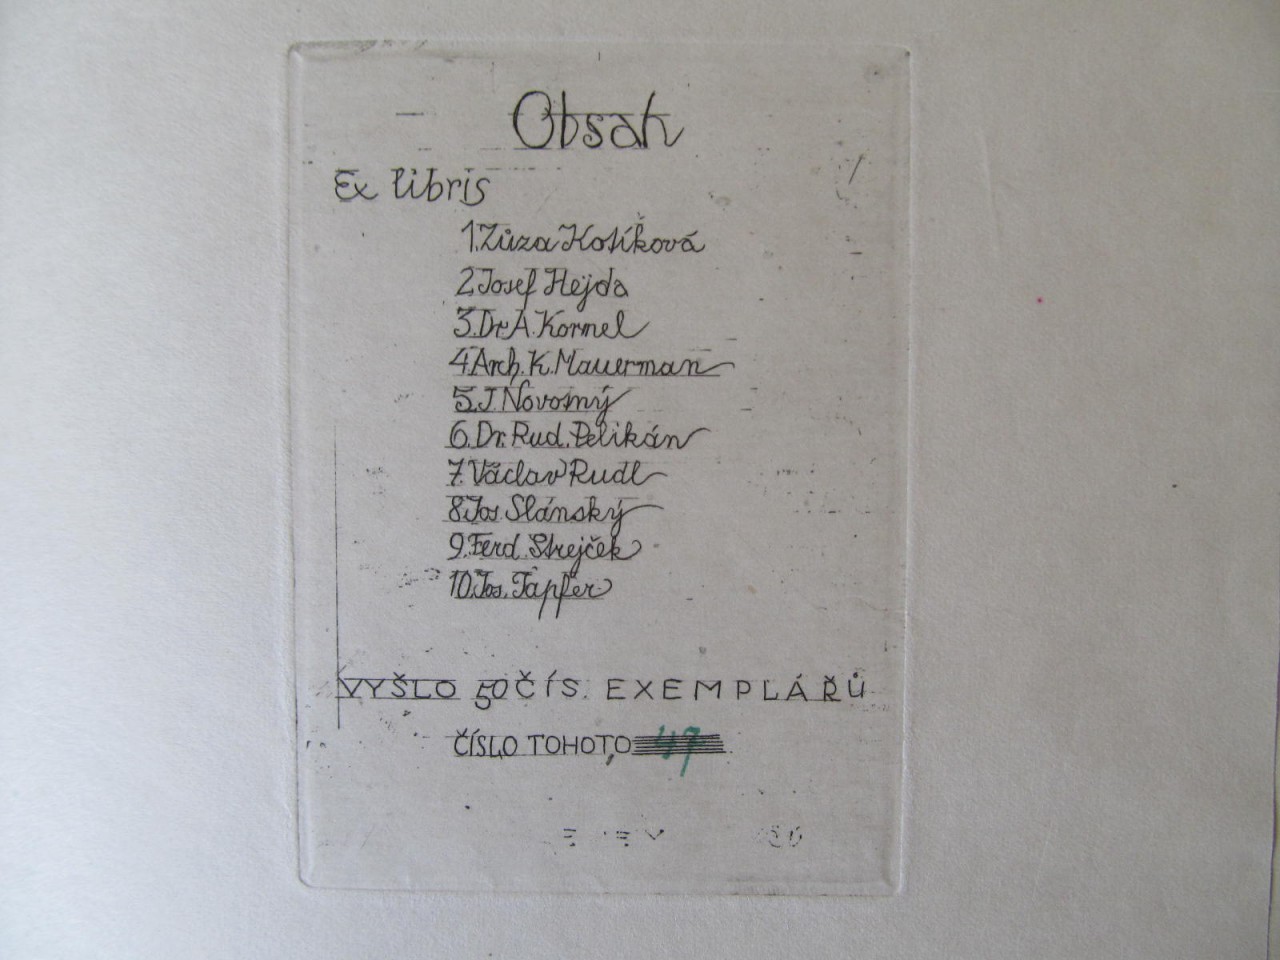 Obsah
Ex libris
1. Zůza Kotíková
2. Josef Hejda
3. Dr. A. Kornel
4. Arch. K. Mauerman
5. J. Novotný
6. Dr. Rud. Pelikán
7. Václav Rudl
8. Jos. Slánský
9. Ferd. Strejček
10. Jos. Tapfer
VYŠLO 50 ČÍS. EXEMPLÁŘŮ
ČÍSLO TOHOTO 47